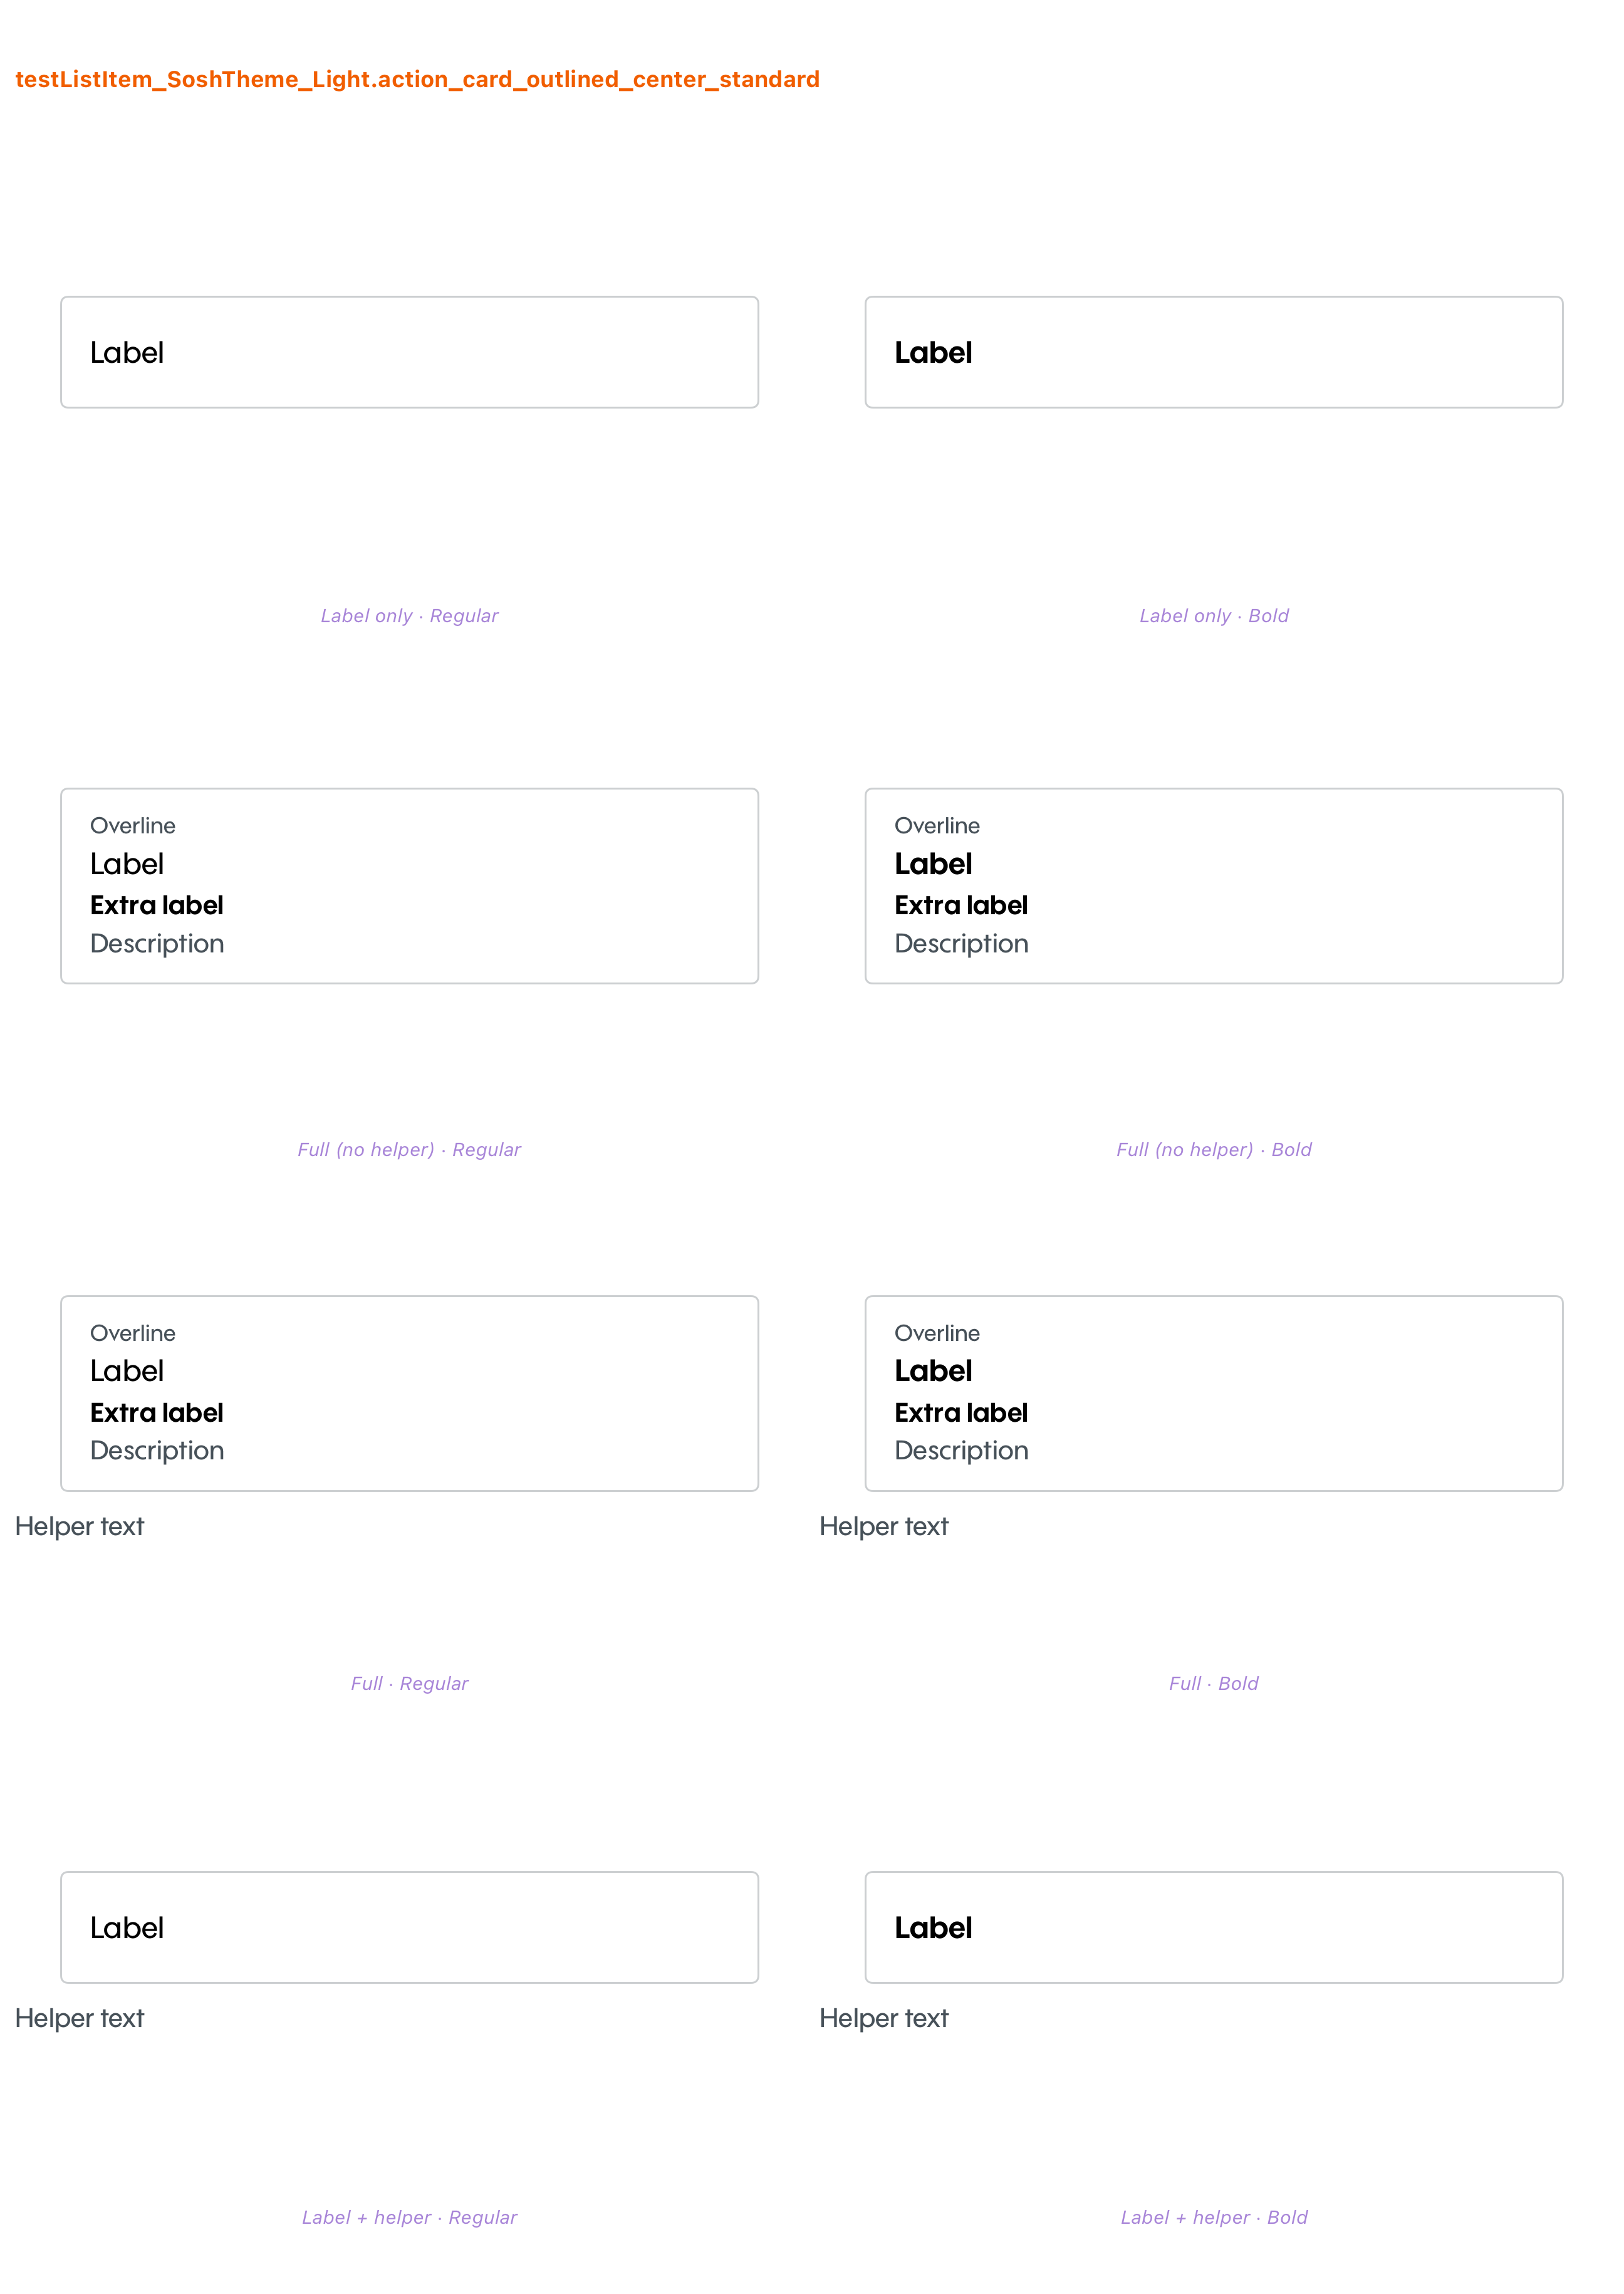 testListItem_SoshTheme_Light.action_card_outlined_center_standard
Label
Label
Label only · Regular
Label only · Bold
Overline
Label
Extra label
Description
Overline
Label
Extra label
Description
Full (no helper) · Regular
Full (no helper) · Bold
Overline
Label
Extra label
Description
Helper text
Overline
Label
Extra label
Description
Helper text
Full · Regular
Full · Bold
Label
Helper text
Label
Helper text
Label + helper · Regular
Label + helper · Bold